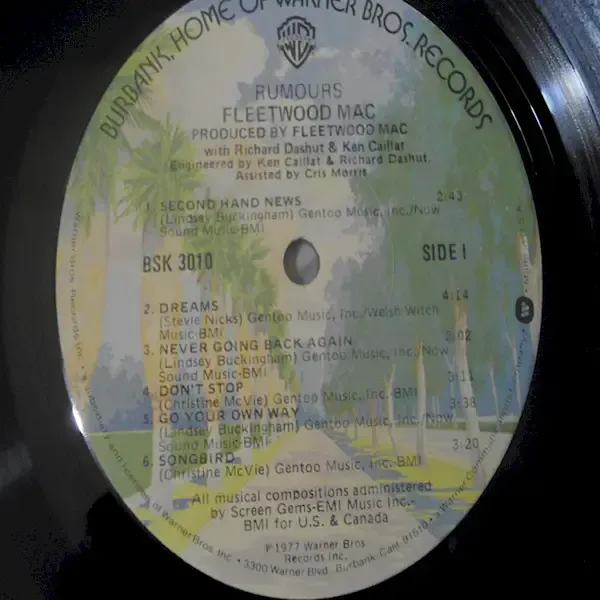 BURBANK, HOME OF WARNER BROS. RECORDS
RUMOURS
FLEETWOOD MAC
PRODUCED BY FLEETWOOD MAC
with Richard Dashut & Ken Caillat
Engineered by Ken Caillat & Richard Dashut.
Assisted by Cris Morris
1. SECOND HAND NEWS 2:43
(Lindsey Buckingham) Gentoo Music, Inc./Now
Sound Music-BMI
BSK 3010 SIDE I
2. DREAMS 4:14
(Stevie Nicks) Gentoo Music, Inc./Welsh Witch
Music-BMI
3. NEVER GOING BACK AGAIN 2:02
(Lindsey Buckingham) Gentoo Music, Inc./Now
Sound Music-BMI
4. DON'T STOP 3:11
(Christine McVie) Gentoo Music, Inc.-BMI
5. GO YOUR OWN WAY 3:38
(Lindsey Buckingham) Gentoo Music, Inc./Now
Sound Music-BMI
6. SONGBIRD 3:20
(Christine McVie) Gentoo Music, Inc.-BMI
All musical compositions administered
by Screen Gems-EMI Music Inc.-
BMI for U.S. & Canada
℗ 1977 Warner Bros.
Records Inc.
of Warner Bros. Inc. • 3300 Warner Blvd. Burbank, Calif. 91510 • a Warner Communications